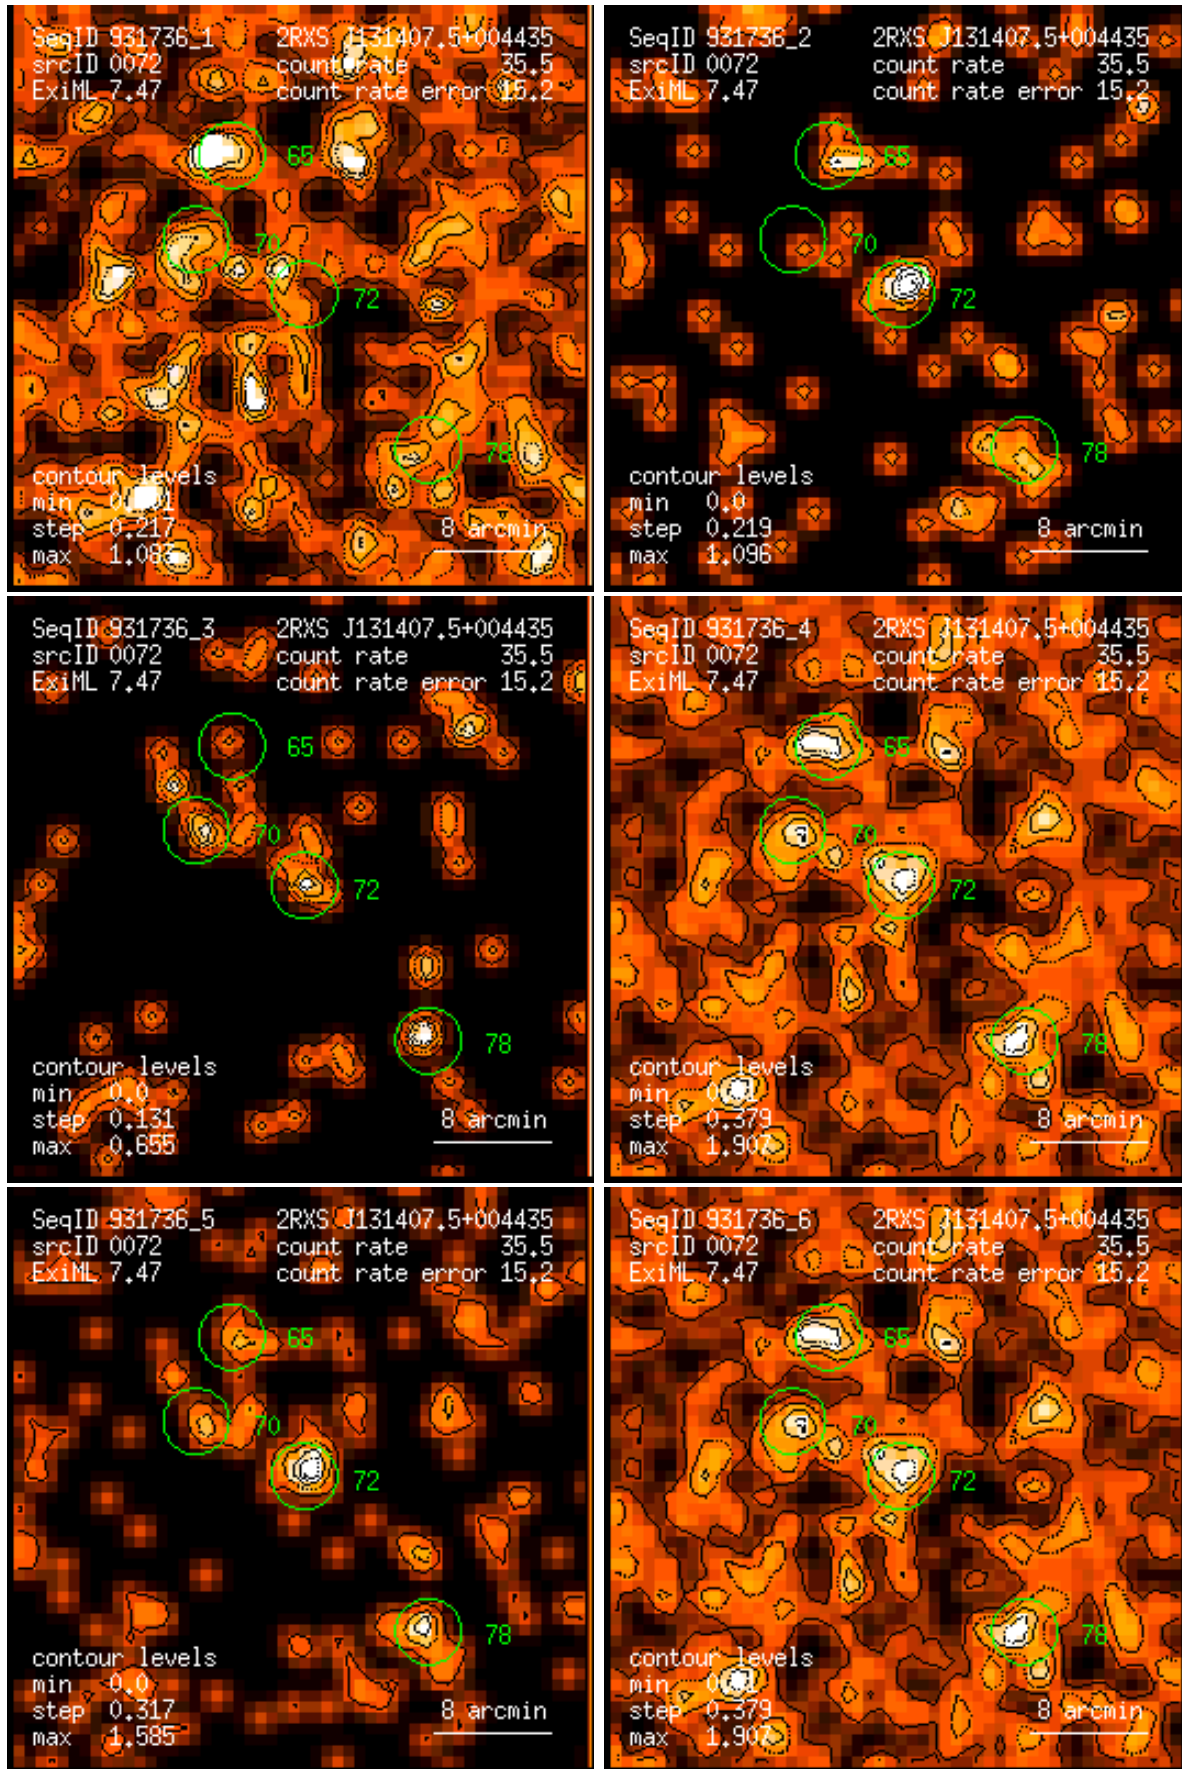 SeqID 931736_1 2RXS J131407.5+004435
srcID 0072 count rate 35.5
ExiML 7.47 count rate error 15.2
65
70
72
78
contour levels
min
step 0.217
max 1.083
8 arcmin
SeqID 931736_2 2RXS J131407.5+004435
srcID 0072 count rate 35.5
ExiML 7.47 count rate error 15.2
65
70
72
78
contour levels
min 0.0
step 0.219
max 1.096
8 arcmin
SeqID 931736_3 2RXS J131407.5+004435
srcID 0072 count rate 35.5
ExiML 7.47 count rate error 15.2
65
70
72
78
contour levels
min 0.0
step 0.131
max 0.655
8 arcmin
SeqID 931736_4 2RXS J131407.5+004435
srcID 0072 count rate 35.5
ExiML 7.47 count rate error 15.2
65
70
72
78
contour levels
min
step 0.379
max 1.907
8 arcmin
SeqID 931736_5 2RXS J131407.5+004435
srcID 0072 count rate 35.5
ExiML 7.47 count rate error 15.2
65
70
72
78
contour levels
min 0.0
step 0.317
max 1.585
8 arcmin
SeqID 931736_6 2RXS J131407.5+004435
srcID 0072 count rate 35.5
ExiML 7.47 count rate error 15.2
65
70
72
78
contour levels
min
step 0.379
max 1.907
8 arcmin